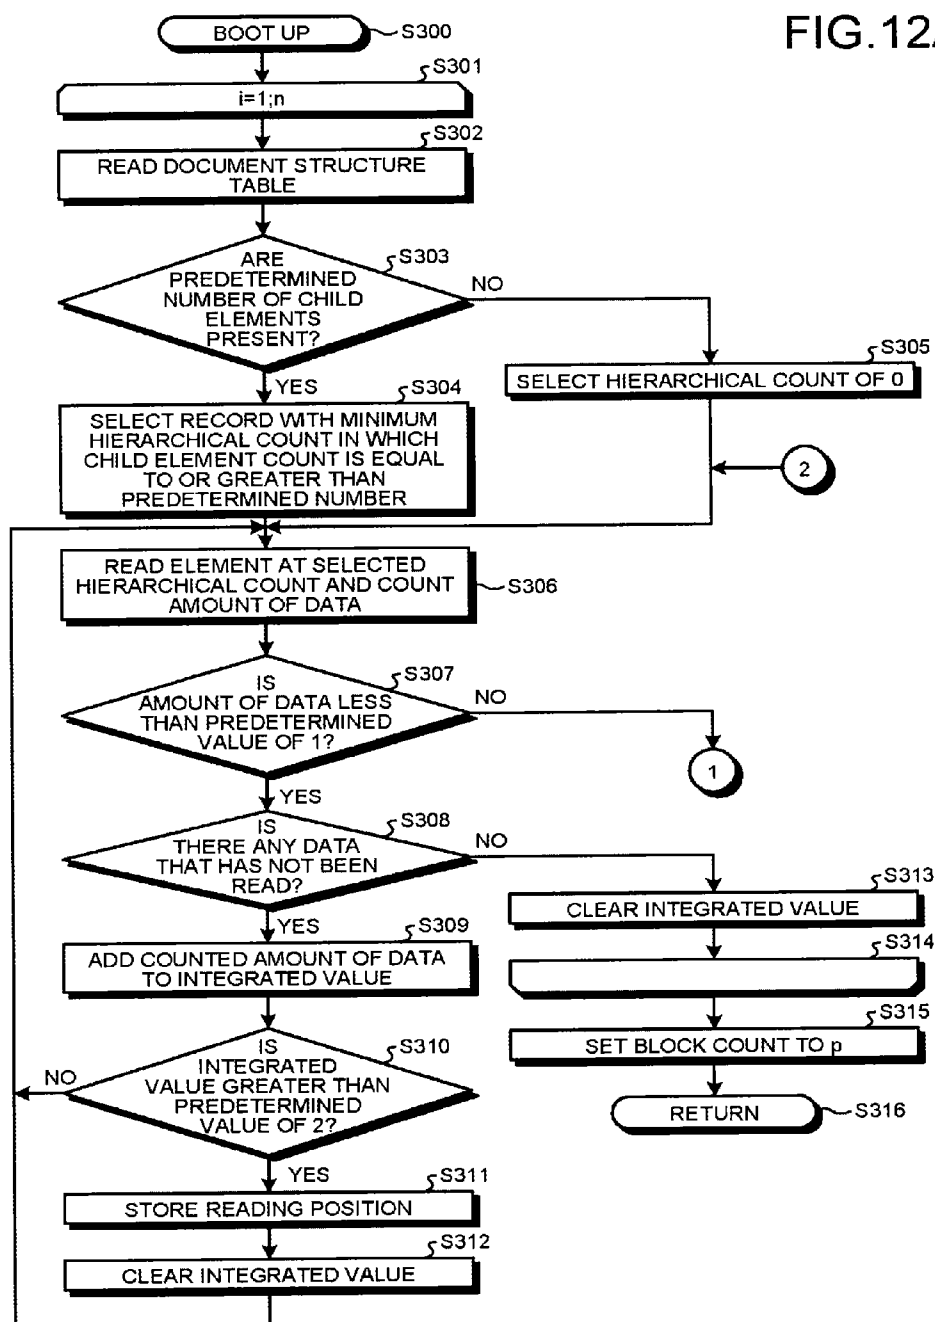 FIG.12
BOOT UP
S300
S301
i=1;n
S302
READ DOCUMENT STRUCTURE
TABLE
S303
ARE
PREDETERMINED
NUMBER OF CHILD
ELEMENTS
PRESENT?
NO
YES
S304
SELECT RECORD WITH MINIMUM
HIERARCHICAL COUNT IN WHICH
CHILD ELEMENT COUNT IS EQUAL
TO OR GREATER THAN
PREDETERMINED NUMBER
S305
SELECT HIERARCHICAL COUNT OF 0
2
READ ELEMENT AT SELECTED
HIERARCHICAL COUNT AND COUNT
AMOUNT OF DATA
S306
S307
IS
AMOUNT OF DATA LESS
THAN PREDETERMINED
VALUE OF 1?
NO
1
YES
S308
IS
THERE ANY DATA
THAT HAS NOT BEEN
READ?
NO
YES
S309
ADD COUNTED AMOUNT OF DATA
TO INTEGRATED VALUE
S310
IS
INTEGRATED
VALUE GREATER THAN
PREDETERMINED
VALUE OF 2?
NO
YES
S311
STORE READING POSITION
S312
CLEAR INTEGRATED VALUE
S313
CLEAR INTEGRATED VALUE
S314
S315
SET BLOCK COUNT TO p
RETURN
S316